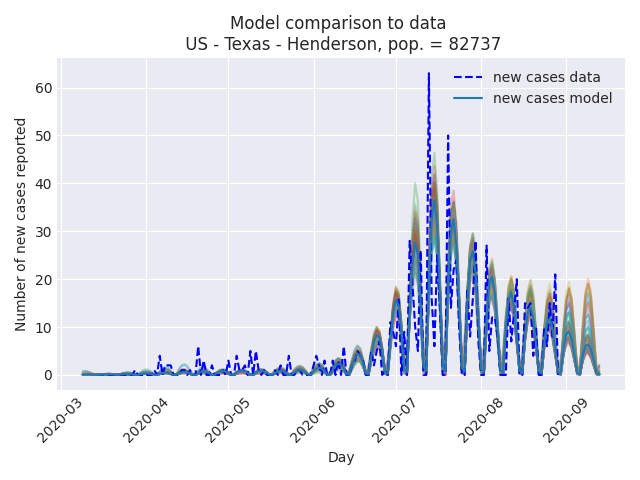 Model comparison to data
US - Texas - Henderson, pop. = 82737
new cases data
new cases model
Number of new cases reported
60
50
40
30
20
10
0
2020-03
2020-04
2020-05
2020-06
2020-07
2020-08
2020-09
Day